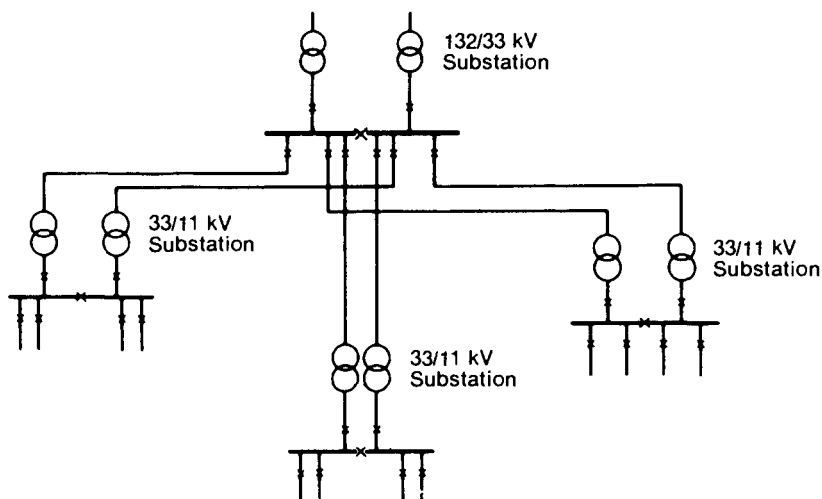 132/33 kV
Substation
33/11 kV
Substation
33/11 kV
Substation
33/11 kV
Substation